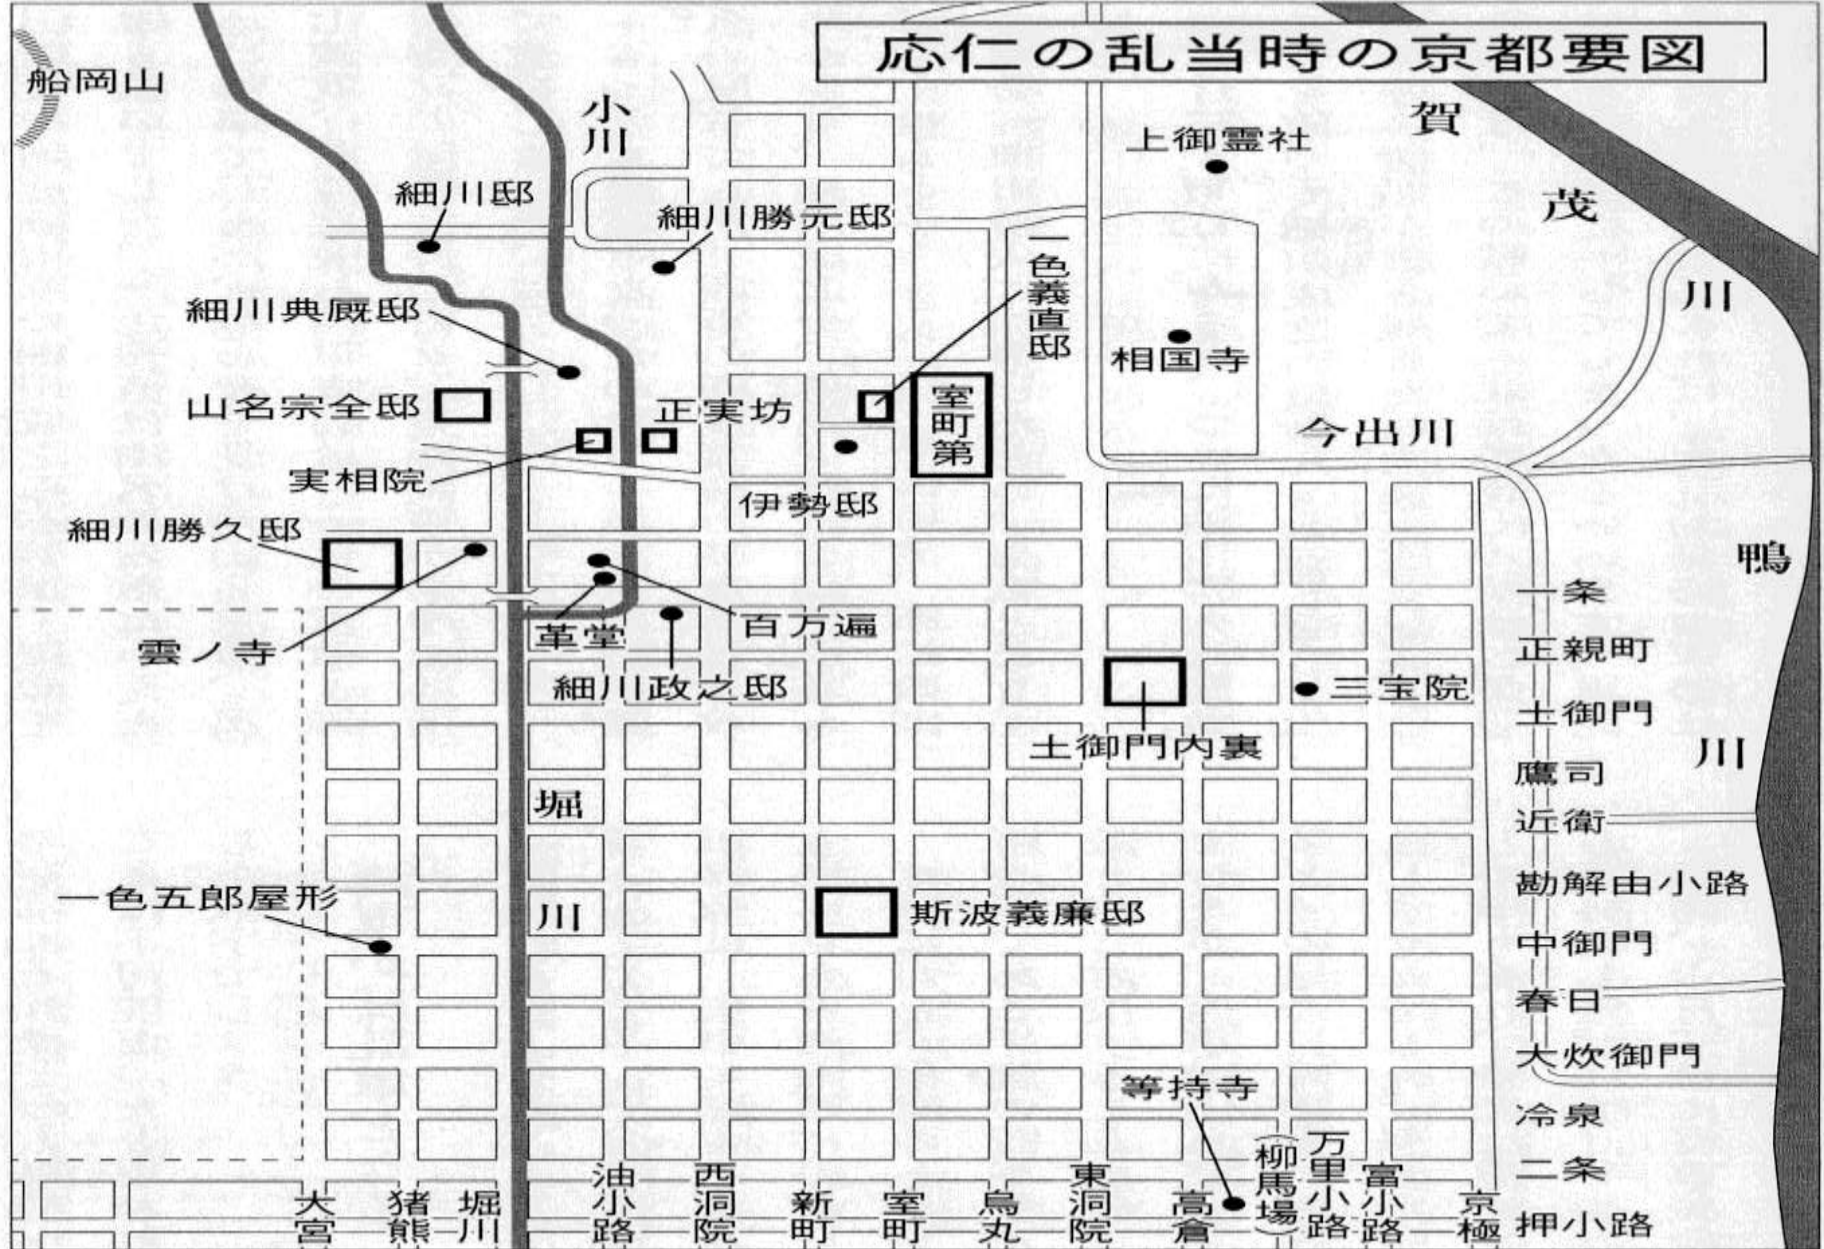 応仁の乱当時の京都要図
船岡山
小川
賀茂川
上御霊社
細川邸
細川勝元邸
一色義直邸
細川典厩邸
相国寺
山名宗全邸
正実坊
室町第
今出川
実相院
伊勢邸
細川勝久邸
鴨川
雲ノ寺
革堂
百万遍
細川政之邸
三宝院
土御門内裏
堀川
一色五郎屋形
斯波義廉邸
等持寺
一条
正親町
土御門
鷹司
近衛
勘解由小路
中御門
春日
大炊御門
冷泉
二条
押小路
大宮
猪熊
堀川
油小路
西洞院
新町
室町
烏丸
東洞院
高倉
(柳馬場)
万里小路
富小路
京極